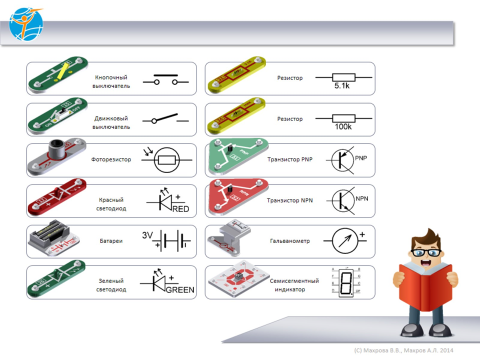 Кнопочный
выключатель
Резистор
5.1k
Движковый
выключатель
Резистор
100k
Фоторезистор
Транзистор PNP
PNP
Красный
светодиод
+
RED
Транзистор NPN
NPN
Батареи
3V
+
Гальванометр
+
Зеленый
светодиод
+
GREEN
Семисегментный
индикатор
(С) Макрова В.В., Макров А.Л. 2014